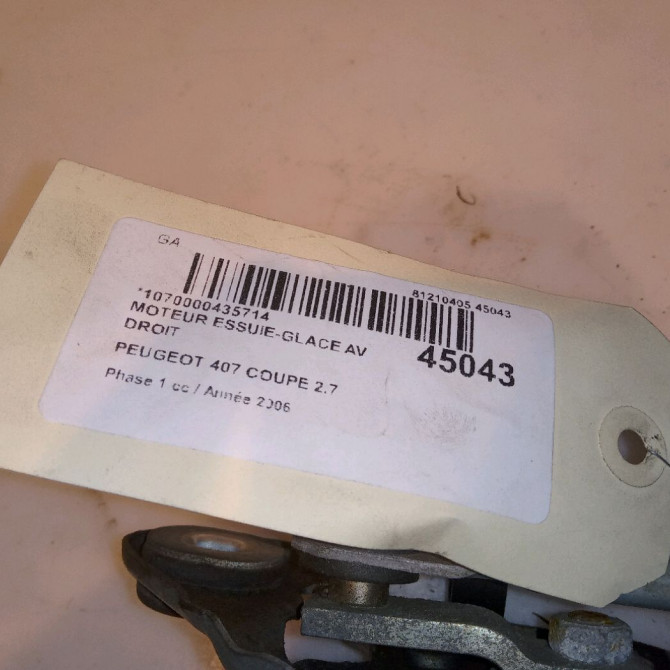 GA
81210405 45043
*1070000435714
MOTEUR ESSUIE-GLACE AV
DROIT
45043
PEUGEOT 407 COUPE 2.7
Phase 1 cc / Année 2006